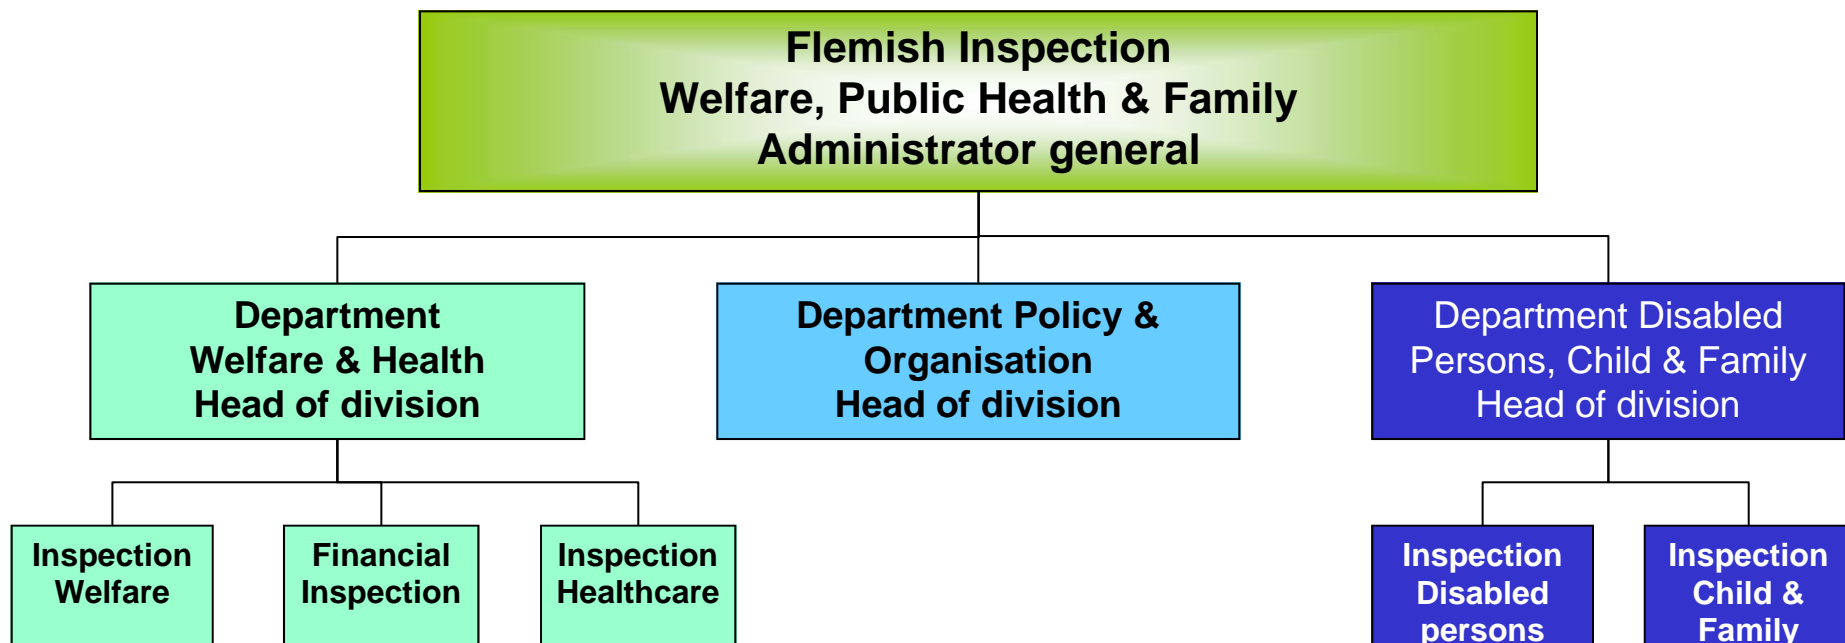 Flemish Inspection
Welfare, Public Health & Family
Administrator general
Department
Welfare & Health
Head of division
Department Policy &
Organisation
Head of division
Department Disabled
Persons, Child & Family
Head of division
Inspection
Welfare
Financial
Inspection
Inspection
Healthcare
Inspection
Disabled
persons
Inspection
Child &
Family